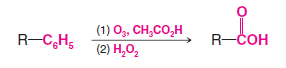 O
R—C₆H₅ (1) O₃, CH₃CO₂H R—COH
(2) H₂O₂